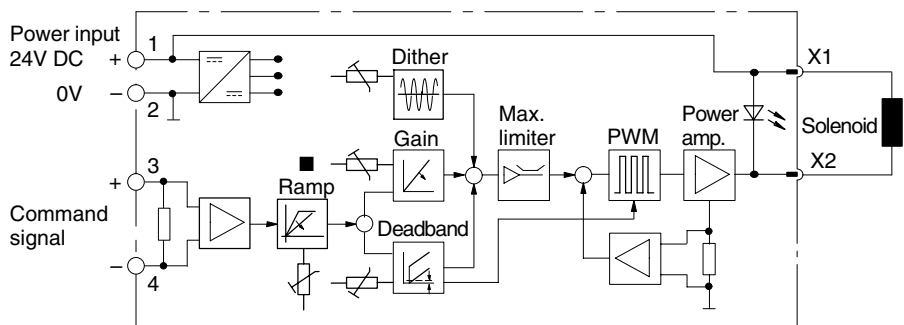 Power input
24V DC
+
1
0V
–
2
Dither
X1
Max.
limiter
Gain
PWM
Power
amp.
Solenoid
X2
3
+
Ramp
Command
signal
Deadband
–
4